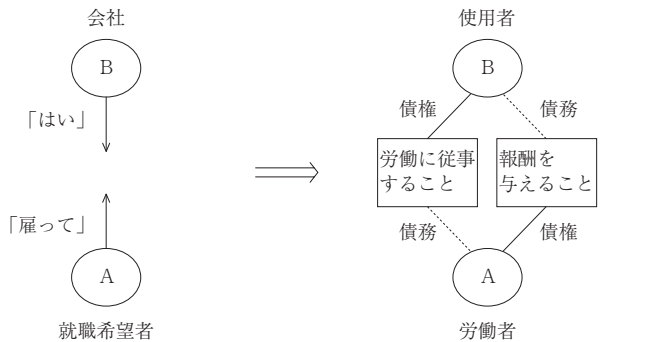 会社
B
「はい」
「雇って」
A
就職希望者
使用者
B
債権
債務
労働に従事
すること
報酬を
与えること
債務
債権
A
労働者